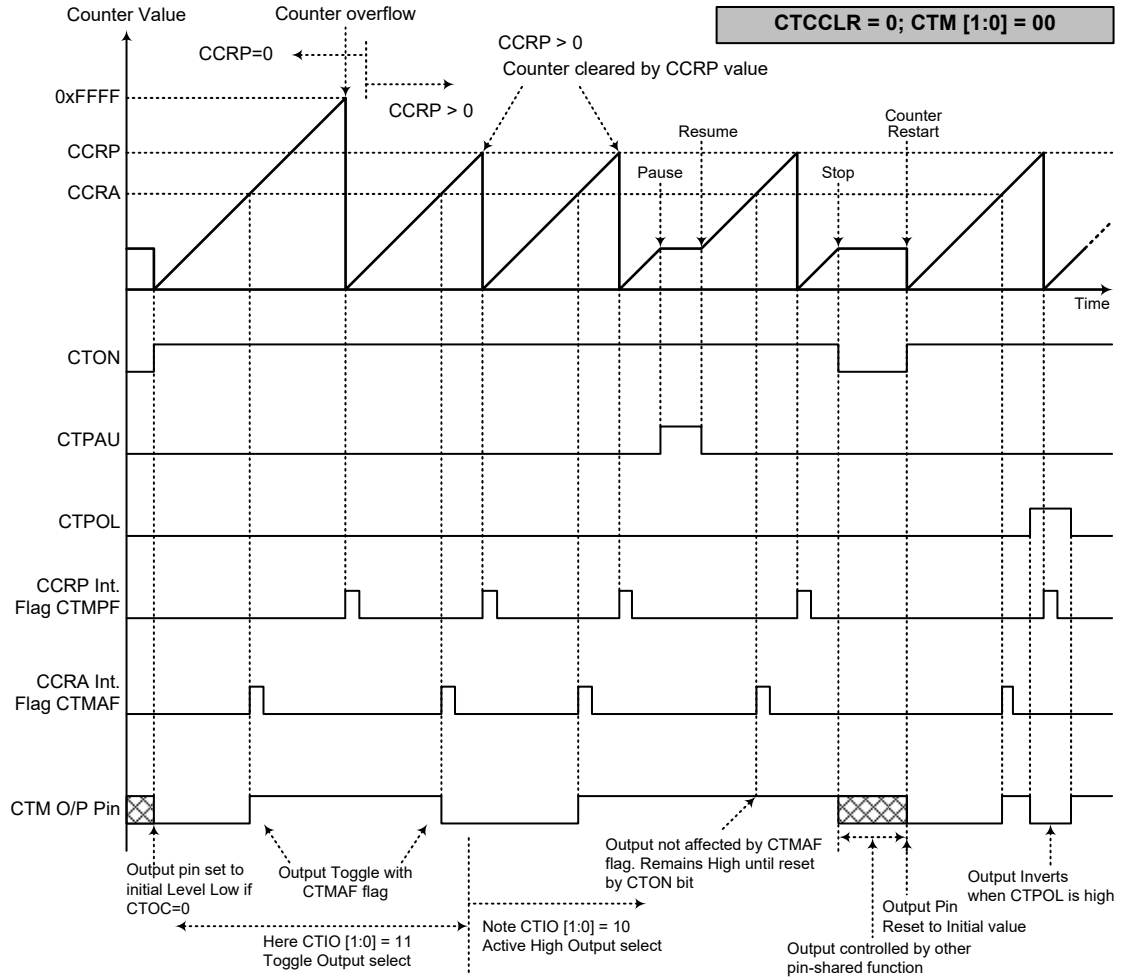 Counter Value
Counter overflow
CTCCLR = 0; CTM [1:0] = 00
CCRP=0
CCRP > 0
CCRP > 0
Counter cleared by CCRP value
0xFFFF
CCRP
CCRA
Pause
Resume
Stop
Counter
Restart
Time
CTON
CTPAU
CTPOL
CCRP Int.
Flag CTMPF
CCRA Int.
Flag CTMAF
CTM O/P Pin
Output pin set to
initial Level Low if
CTOC=0
Output Toggle with
CTMAF flag
Output not affected by CTMAF
flag. Remains High until reset
by CTON bit
Output Inverts
when CTPOL is high
Output Pin
Reset to Initial value
Here CTIO [1:0] = 11
Toggle Output select
Note CTIO [1:0] = 10
Active High Output select
Output controlled by other
pin-shared function